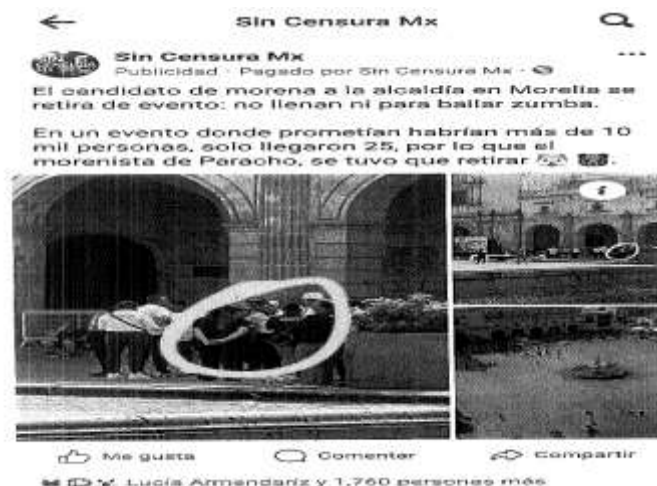 Sin Censura Mx
Sin Censura Mx
Publicidad · Pagado por Sin Censura Mx ·
El candidato de morena a la alcaldía en Morelia se
retira de evento: no llenan ni para bailar zumba.
En un evento donde prometían habrían más de 10
mil personas, solo llegaron 25, por lo que el
morenista de Paracho, se tuvo que retirar
Me gusta
Comentar
Compartir
Lucía Armendariz y 1,760 personas más